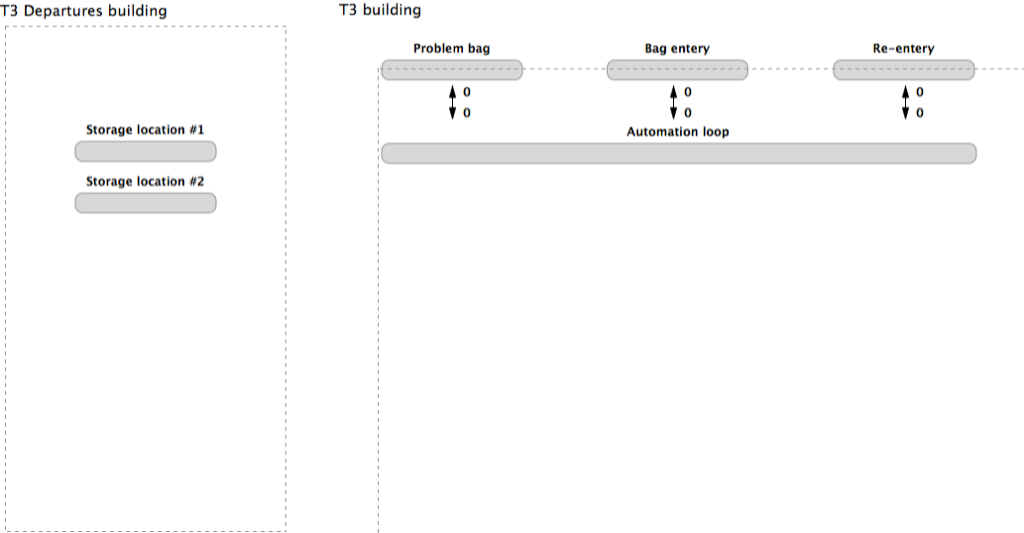 T3 Departures building
T3 building
Problem bag
Bag entery
Re-entery
0
0
0
0
0
0
Automation loop
Storage location #1
Storage location #2